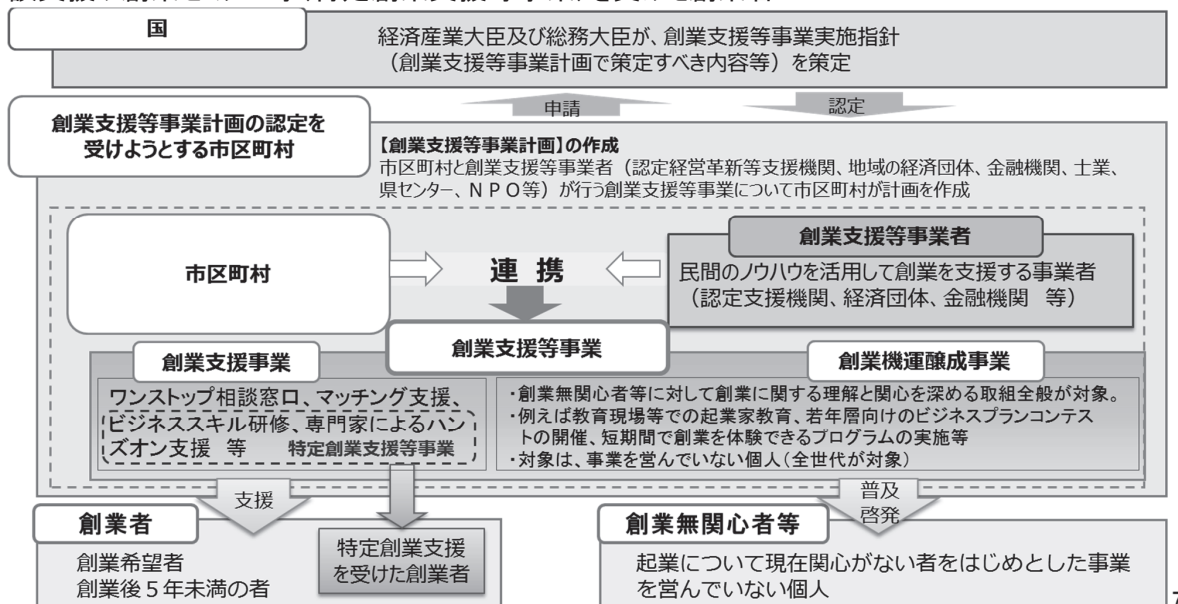 国
経済産業大臣及び総務大臣が、創業支援等事業実施指針
（創業支援等事業計画で策定すべき内容等）を策定
申請
認定
創業支援等事業計画の認定を
受けようとする市区町村
【創業支援等事業計画】の作成
市区町村と創業支援等事業者（認定経営革新等支援機関、地域の経済団体、金融機関、士業、
県センター、ＮＰＯ等）が行う創業支援等事業について市区町村が計画を作成
市区町村
連 携
創業支援等事業者
民間のノウハウを活用して創業を支援する事業者
（認定支援機関、経済団体、金融機関 等）
創業支援等事業
創業支援事業
ワンストップ相談窓口、マッチング支援、
ビジネススキル研修、専門家によるハン
ズオン支援 等 特定創業支援等事業
創業機運醸成事業
・創業無関心者等に対して創業に関する理解と関心を深める取組全般が対象。
・例えば教育現場等での起業家教育、若年層向けのビジネスプランコンテス
トの開催、短期間で創業を体験できるプログラムの実施等
・対象は、事業を営んでいない個人（全世代が対象）
支援
普及
啓発
創業者
創業希望者
創業後５年未満の者
特定創業支援
を受けた創業者
創業無関心者等
起業について現在関心がない者をはじめとした事業
を営んでいない個人